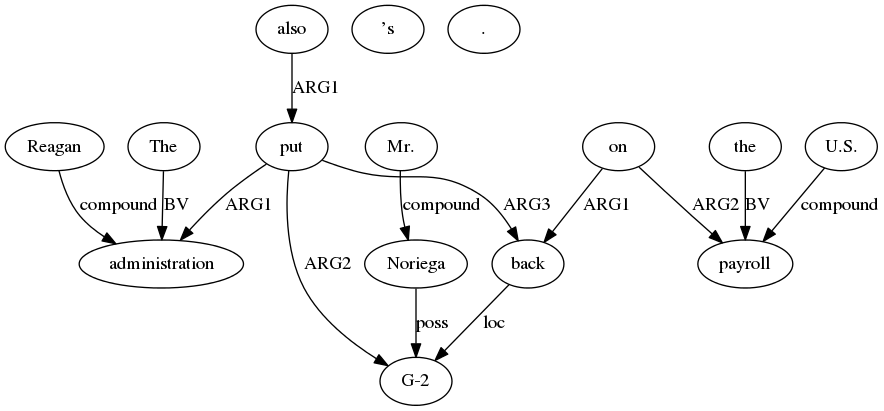 also ’s .
ARG1
Reagan The put Mr. on the U.S.
compound BV ARG1 ARG2 compound ARG3 ARG1 ARG2 BV compound
administration Noriega back payroll
poss loc
G-2